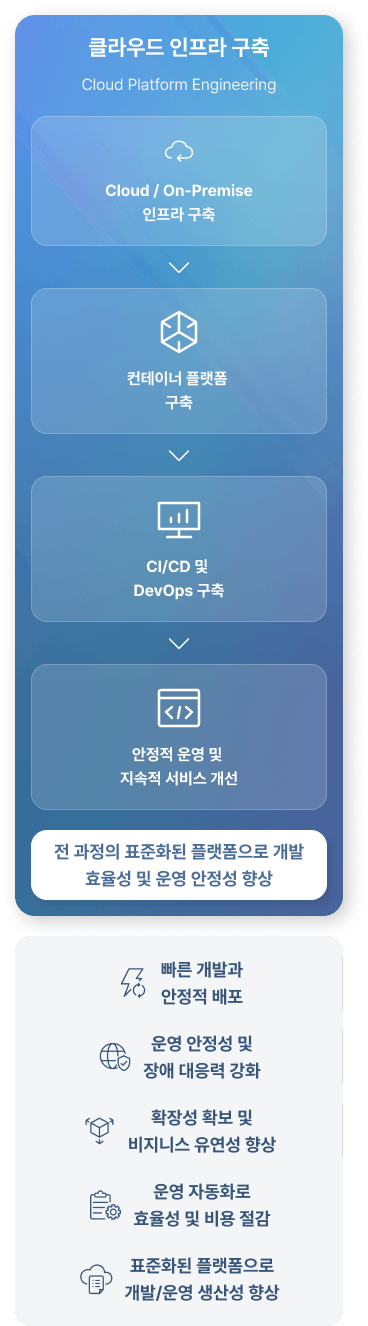 클라우드 인프라 구축
Cloud Platform Engineering
Cloud / On-Premise
인프라 구축
컨테이너 플랫폼
구축
CI/CD 및
DevOps 구축
안정적 운영 및
지속적 서비스 개선
전 과정의 표준화된 플랫폼으로 개발
효율성 및 운영 안정성 향상
빠른 개발과
안정적 배포
운영 안정성 및
장애 대응력 강화
확장성 확보 및
비지니스 유연성 향상
운영 자동화로
효율성 및 비용 절감
표준화된 플랫폼으로
개발/운영 생산성 향상